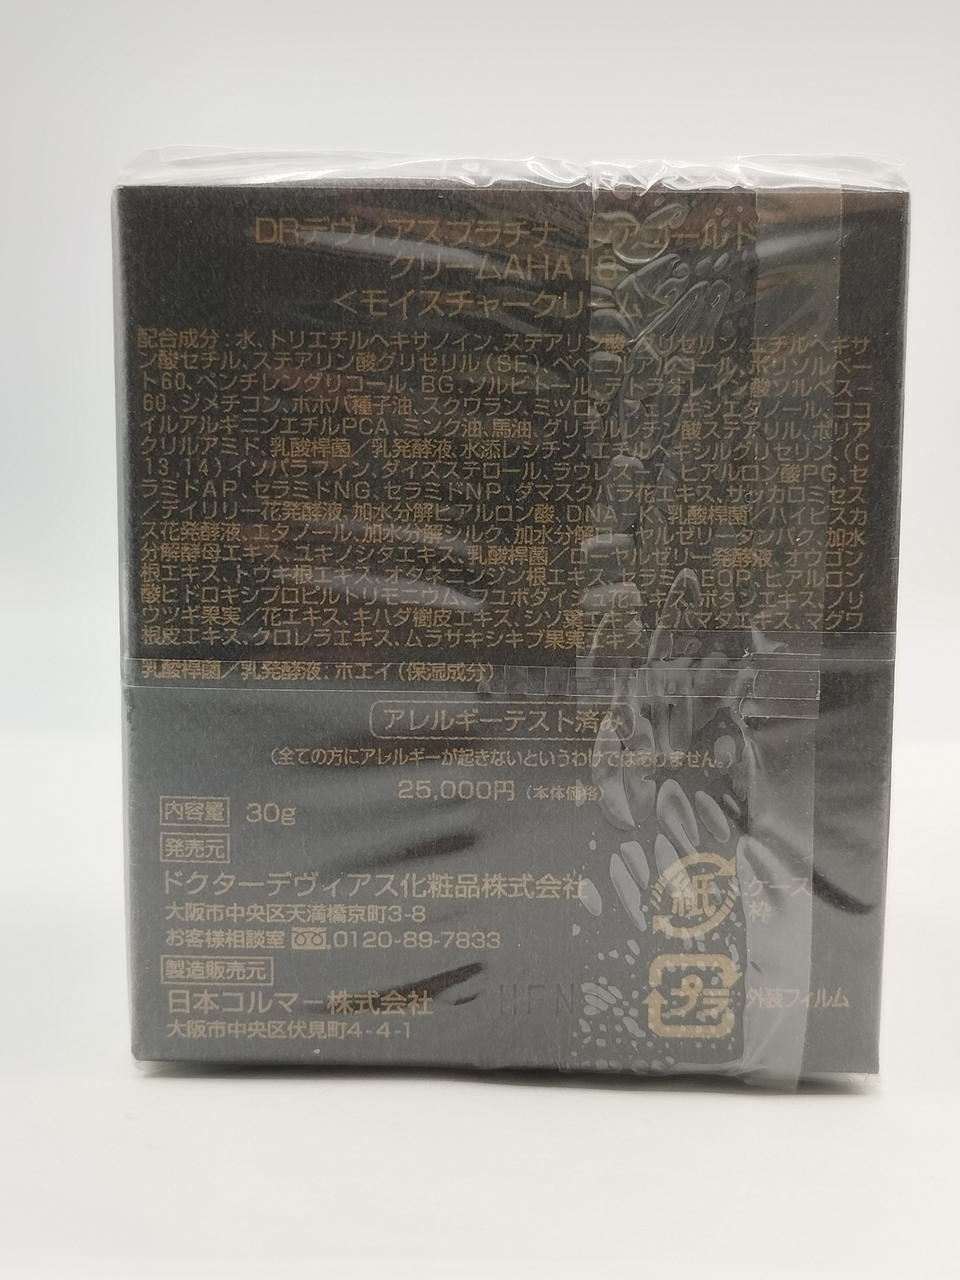 DRデヴィアスプラチナ レアゴールド
クリームAHA18
<モイスチャークリーム>
配合成分:水、トリエチルヘキサノイン、ステアリン酸、グリセリン、エチルヘキサ
ン酸セチル、ステアリン酸グリセリル(SE)、ベヘニルアルコール、ポリソルベー
ト60、ペンチレングリコール、BG、ソルビトール、テトラオレイン酸ソルベス-
60、ジメチコン、ホホバ種子油、スクワラン、ミツロウ、フェノキシエタノール、ココ
イルアルギニンエチルPCA、ミンク油、馬油、グリチルレチン酸ステアリル、ポリア
クリルアミド、乳酸桿菌/乳発酵液、水添レシチン、エチルヘキシルグリセリン、(C
13,14)イソパラフィン、ダイズステロール、ラウレス-7、ヒアルロン酸PG、セ
ラミドAP、セラミドNG、セラミドNP、ダマスクバラ花エキス、サッカロミセス
/デイリリー花発酵液、加水分解ヒアルロン酸、DNA-K、乳酸桿菌/ハイビスカ
ス花発酵液、エタノール、加水分解シルク、加水分解ローヤルゼリータンパク、加水
分解酵母エキス、ユキノシタエキス、乳酸桿菌/ローヤルゼリー発酵液、オウゴン
根エキス、トウキ根エキス、オタネニンジン根エキス、セラミドEOP、ヒアルロン
酸ヒドロキシプロピルトリモニウム、フユボダイジュ花エキス、ボタンエキス、ノリ
ウツギ果実/花エキス、キハダ樹皮エキス、シソ葉エキス、ヒバマタエキス、マグワ
根皮エキス、クロレラエキス、ムラサキシキブ果実エキス
乳酸桿菌/乳発酵液:ホエイ(保湿成分)
アレルギーテスト済み
(全ての方にアレルギーが起きないというわけではありません。)
25,000円(本体価格)
内容量 30g
発売元
ドクターデヴィアス化粧品株式会社
大阪市中央区天満橋京町3-8
お客様相談室 0120-89-7833
製造販売元
日本コルマー株式会社
大阪市中央区伏見町4-4-1
紙 ケース
枠
プラ 外装フィルム